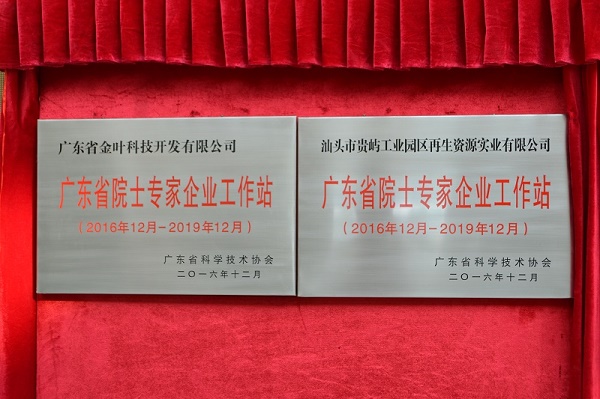 广东省金叶科技开发有限公司
广东省院士专家企业工作站
（2016年12月－2019年12月）
广东省科学技术协会
二〇一六年十二月
汕头市贵屿工业园区再生资源实业有限公司
广东省院士专家企业工作站
（2016年12月－2019年12月）
广东省科学技术协会
二〇一六年十二月